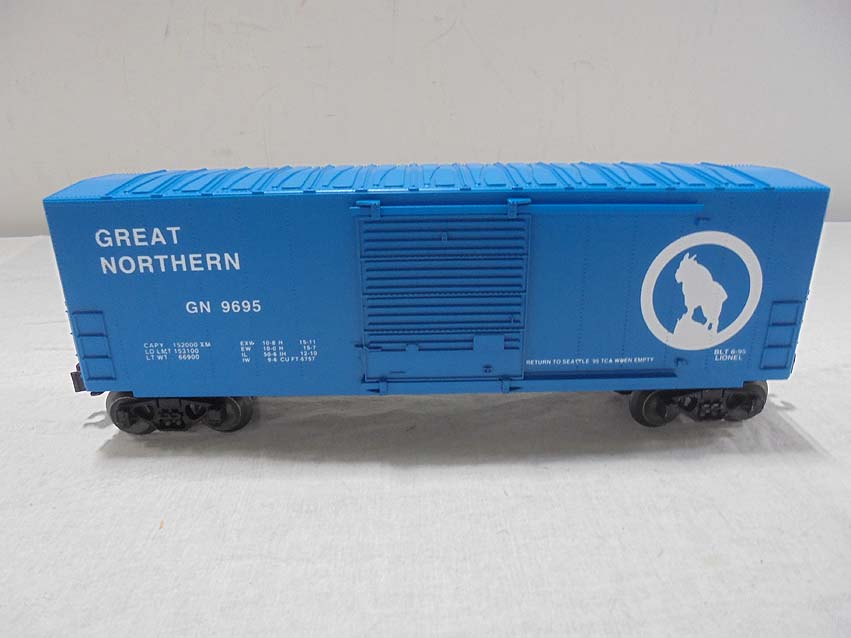 GREAT
NORTHERN
GN 9695
CAPY 152000 XM
LD LMT 153100
LT WT 66900
EXW 10-8 H 15-11
EW 10-0 H 15-7
IL 50-6 IH 12-10
IW 9-6 CU FT 6757
RETURN TO SEATTLE '95 TCA WHEN EMPTY
BLT 6-95
LIONEL